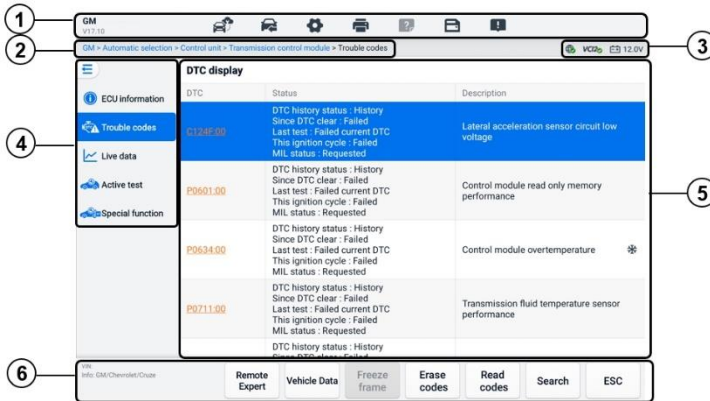 1
GM
V17.10
2
GM > Automatic selection > Control unit > Transmission control module > Trouble codes
VCI
12.0V
3
4
ECU information
Trouble codes
Live data
Active test
Special function
DTC display
DTC Status Description
C124F:00
DTC history status : History
Since DTC clear : Failed
Last test : Failed current DTC
This ignition cycle : Failed
MIL status : Requested
Lateral acceleration sensor circuit low
voltage
P0601:00
DTC history status : History
Since DTC clear : Failed
Last test : Failed current DTC
This ignition cycle : Failed
MIL status : Requested
Control module read only memory
performance
5
P0634:00
DTC history status : History
Since DTC clear : Failed
Last test : Failed current DTC
This ignition cycle : Failed
MIL status : Requested
Control module overtemperature
P0711:00
DTC history status : History
Since DTC clear : Failed
Last test : Failed current DTC
This ignition cycle : Failed
MIL status : Requested
Transmission fluid temperature sensor
performance
DTC history status : History
Since DTC clear : Failed
6
VIN:
Info: GM/Chevrolet/Cruze
Remote
Expert
Vehicle Data
Freeze
frame
Erase
codes
Read
codes
Search
ESC